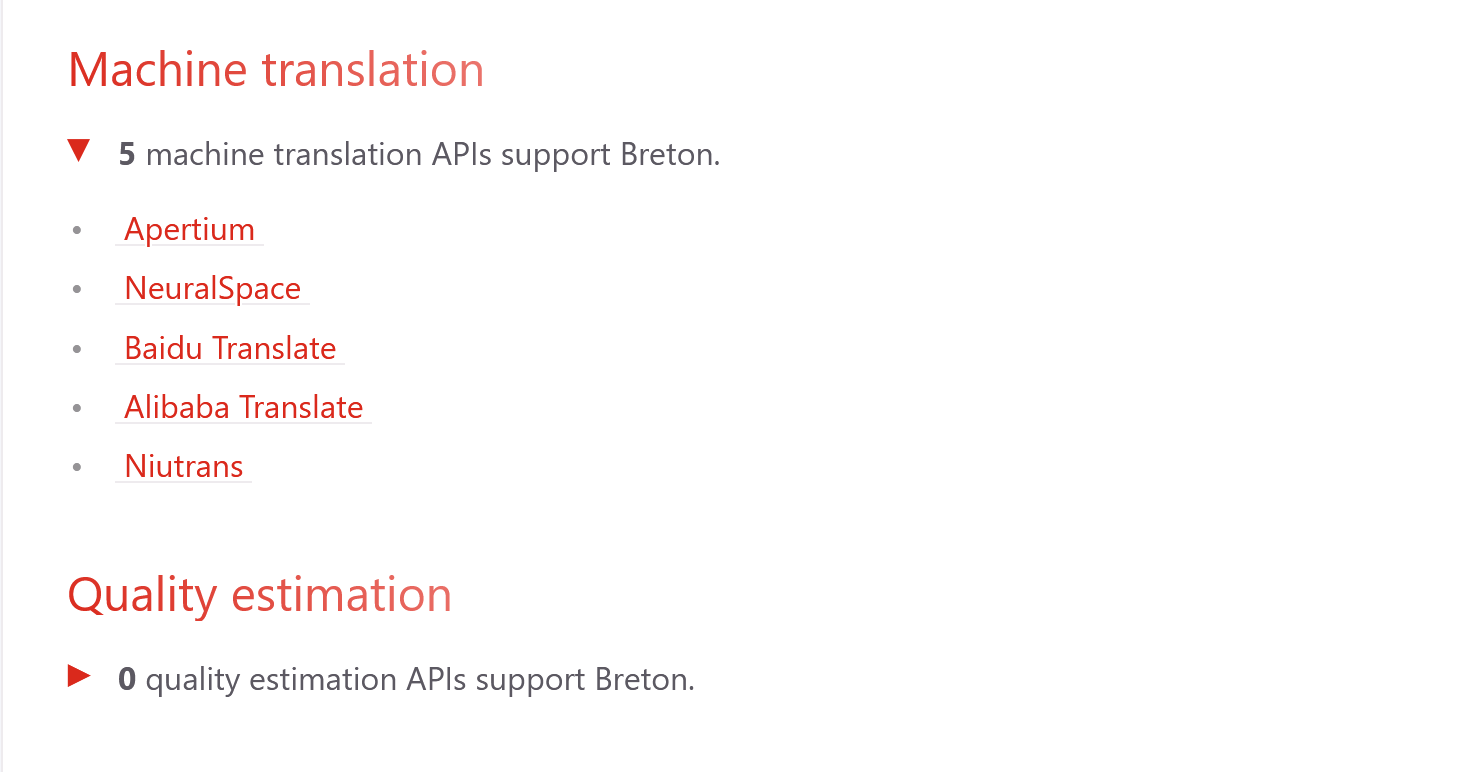 Machine translation
5 machine translation APIs support Breton.
Apertium
NeuralSpace
Baidu Translate
Alibaba Translate
Niutrans
Quality estimation
0 quality estimation APIs support Breton.